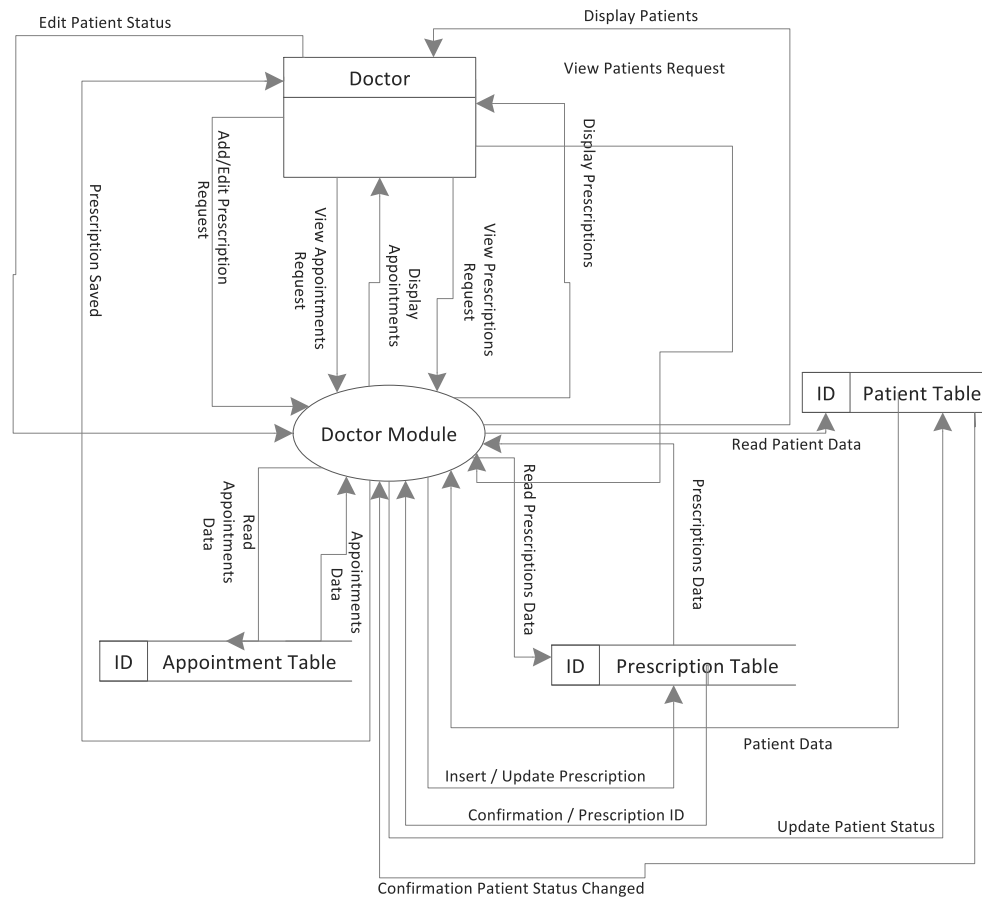 Edit Patient Status
Display Patients
View Patients Request
Doctor
Display Prescriptions
Add/Edit Prescription
Request
Prescription Saved
View Appointments
Request
Display
Appointments
View Prescriptions
Request
ID
Patient Table
Doctor Module
Read Patient Data
Read
Appointments
Data
Appointments
Data
Read Prescriptions Data
Prescriptions Data
ID
Appointment Table
ID
Prescription Table
Patient Data
Insert / Update Prescription
Confirmation / Prescription ID
Update Patient Status
Confirmation Patient Status Changed